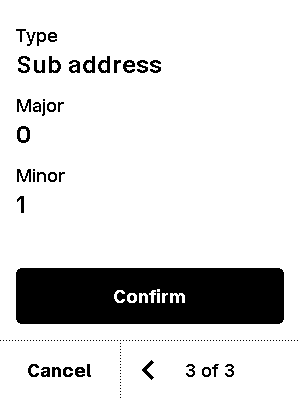 Type
Sub address
Major
0
Minor
1
Confirm
Cancel
3 of 3